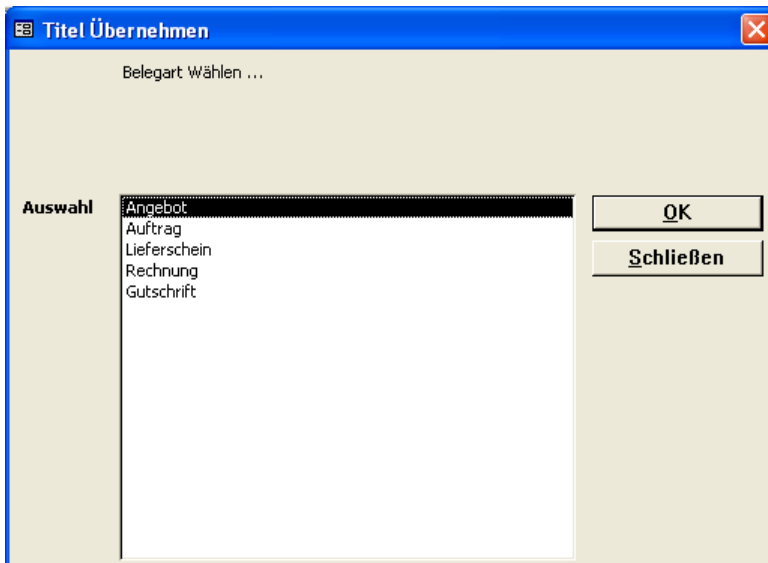 Titel Übernehmen
Belegart Wählen ...
Auswahl
Angebot
Auftrag
Lieferschein
Rechnung
Gutschrift
OK
Schließen